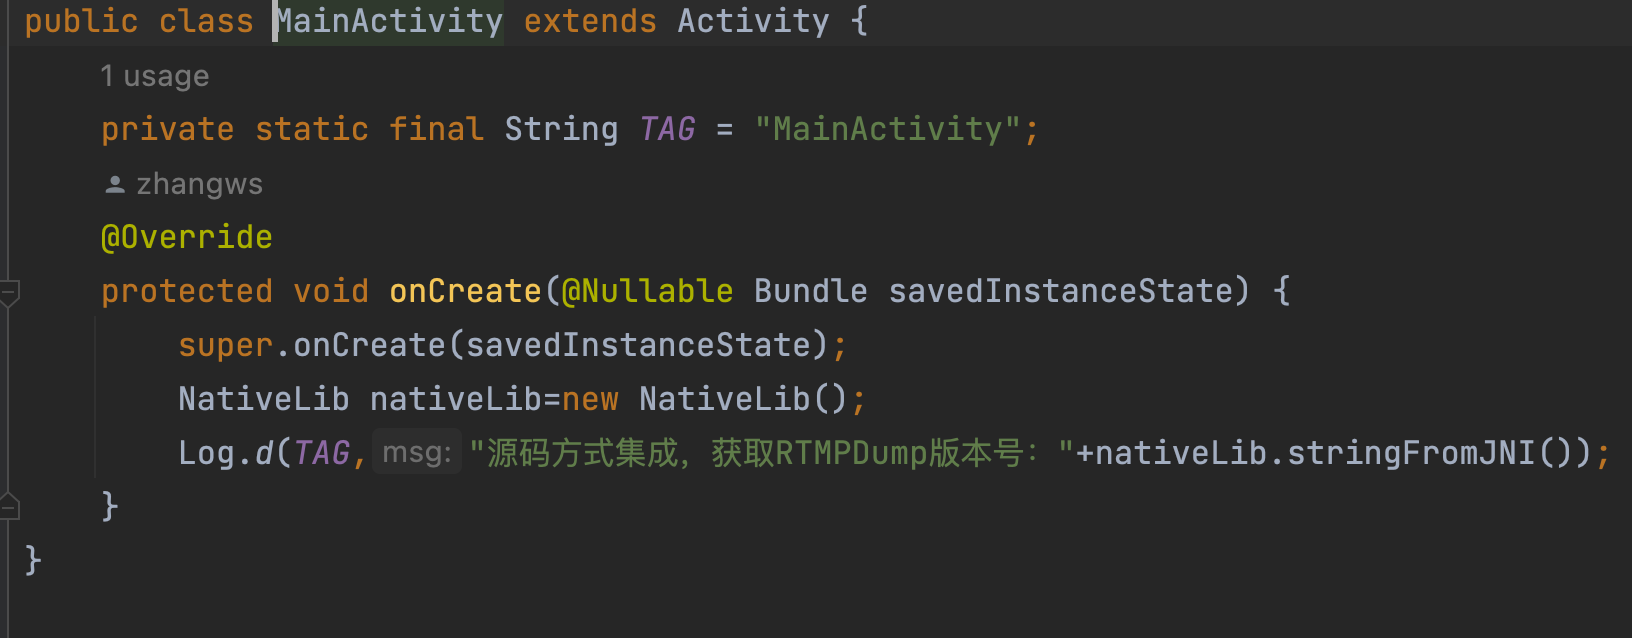 public class MainActivity extends Activity {
1 usage
private static final String TAG = "MainActivity";
zhangws
@Override
protected void onCreate(@Nullable Bundle savedInstanceState) {
super.onCreate(savedInstanceState);
NativeLib nativeLib=new NativeLib();
Log.d(TAG, msg: "源码方式集成，获取RTMPDump版本号："+nativeLib.stringFromJNI());
}
}